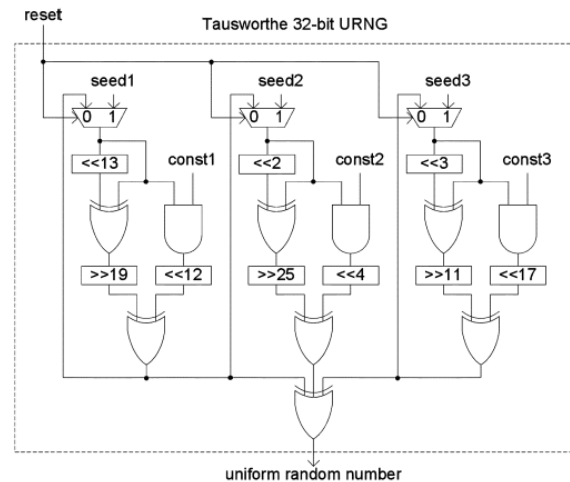 reset
Tausworthe 32-bit URNG
seed1 seed2 seed3
0 1 0 1 0 1
<<13 const1 <<2 const2 <<3 const3
>>19 <<12 >>25 <<4 >>11 <<17
uniform random number